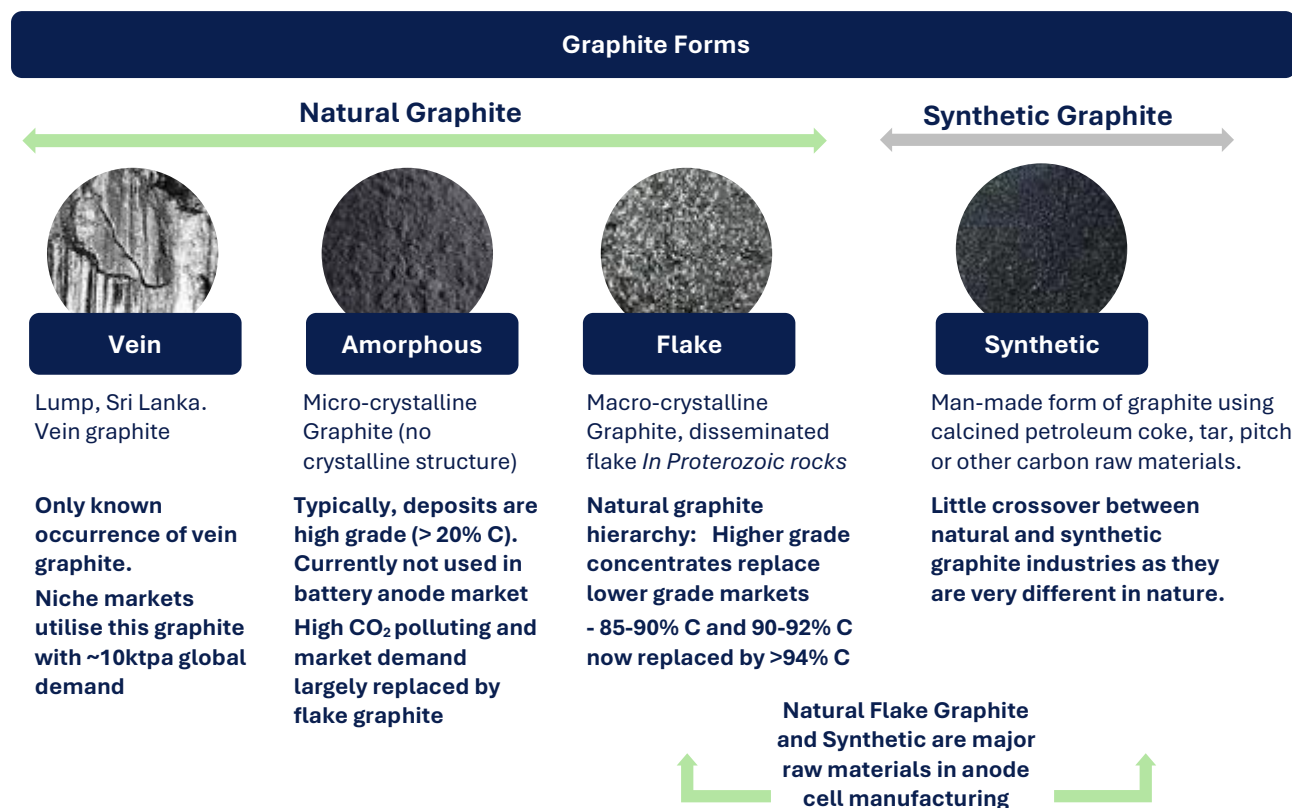 Graphite Forms
Natural Graphite
Synthetic Graphite
Vein
Lump, Sri Lanka.
Vein graphite
Only known
occurrence of vein
graphite.
Niche markets
utilise this graphite
with ~10ktpa global
demand
Amorphous
Micro-crystalline
Graphite (no
crystalline structure)
Typically, deposits are
high grade (> 20% C).
Currently not used in
battery anode market
High CO₂ polluting and
market demand
largely replaced by
flake graphite
Flake
Macro-crystalline
Graphite, disseminated
flake In Proterozoic rocks
Natural graphite
hierarchy: Higher grade
concentrates replace
lower grade markets
- 85-90% C and 90-92% C
now replaced by >94% C
Synthetic
Man-made form of graphite using
calcined petroleum coke, tar, pitch
or other carbon raw materials.
Little crossover between
natural and synthetic
graphite industries as they
are very different in nature.
Natural Flake Graphite
and Synthetic are major
raw materials in anode
cell manufacturing